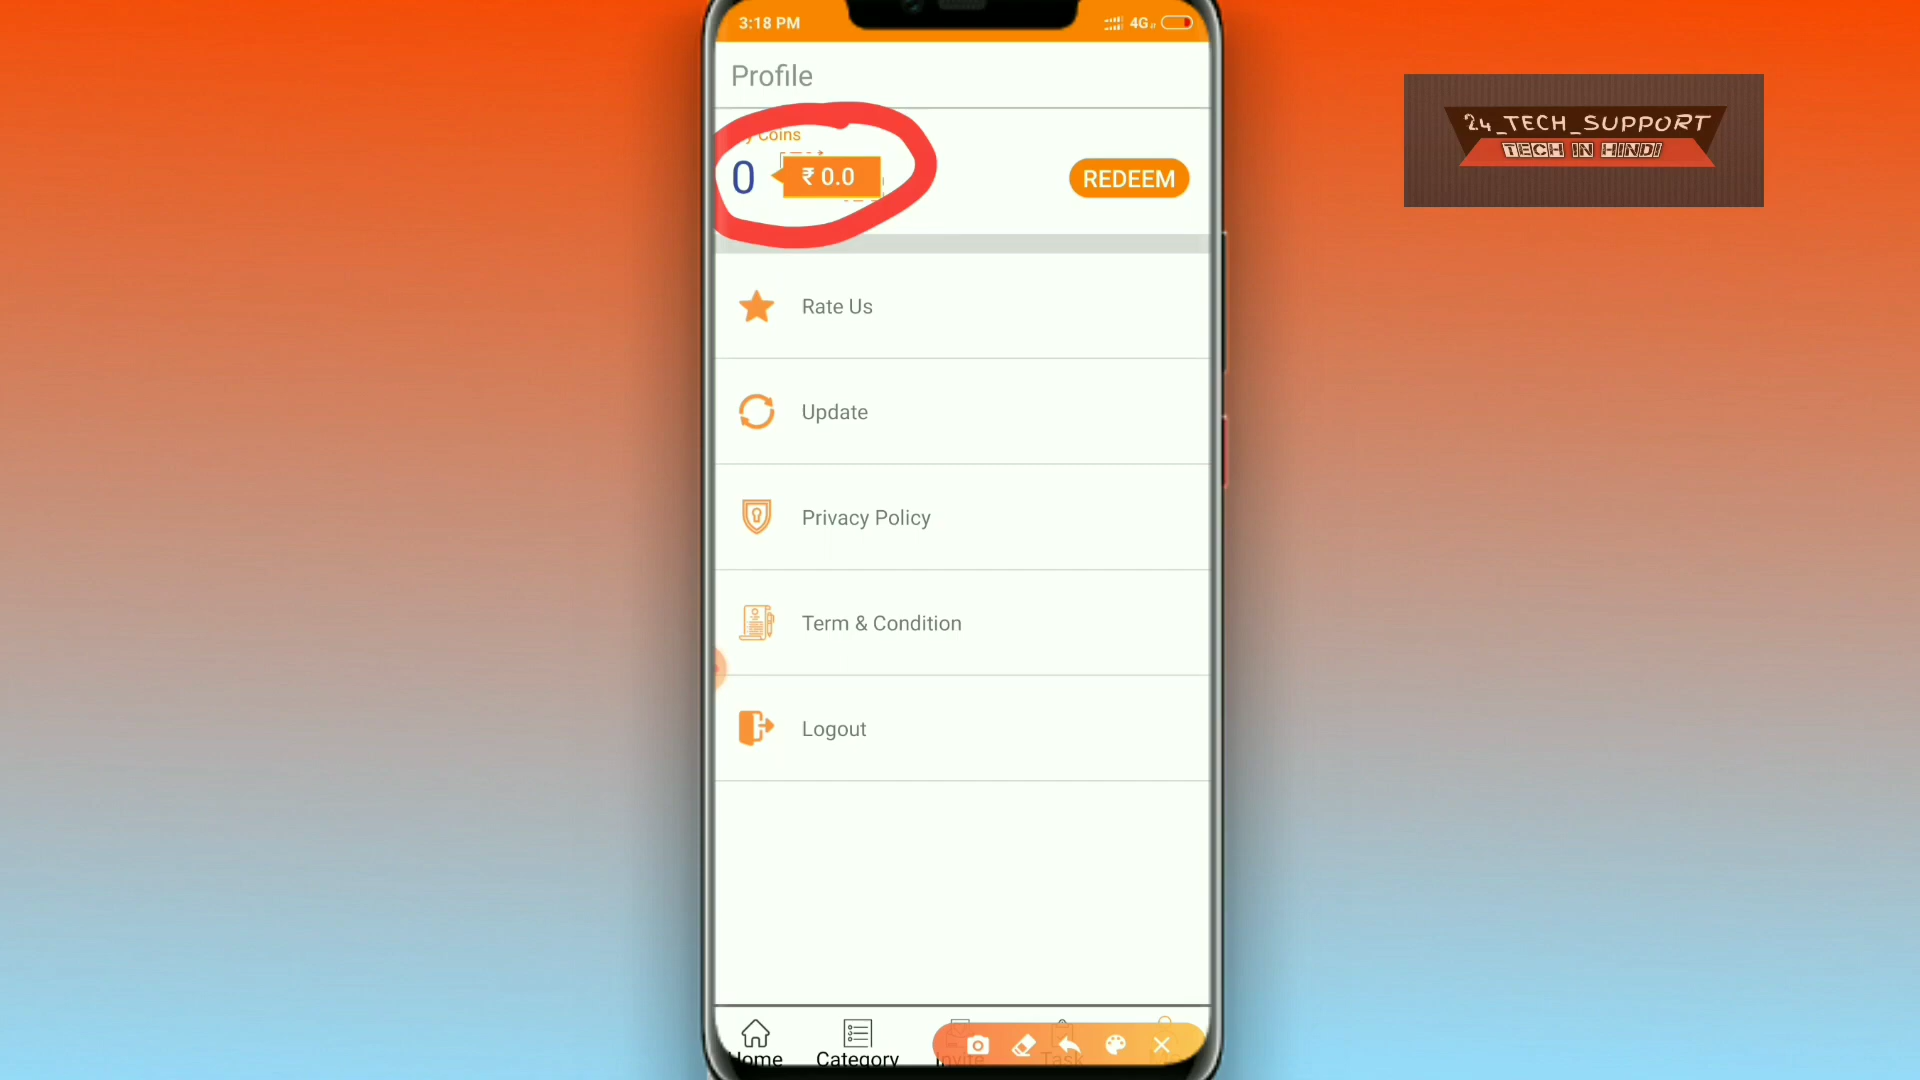 3:18 PM
4G
Profile
Coins
0
₹ 0.0
REDEEM
Rate Us
Update
Privacy Policy
Term & Condition
Logout
Home
Category
Invite
Task
24_TECH_SUPPORT
TECH IN HINDI